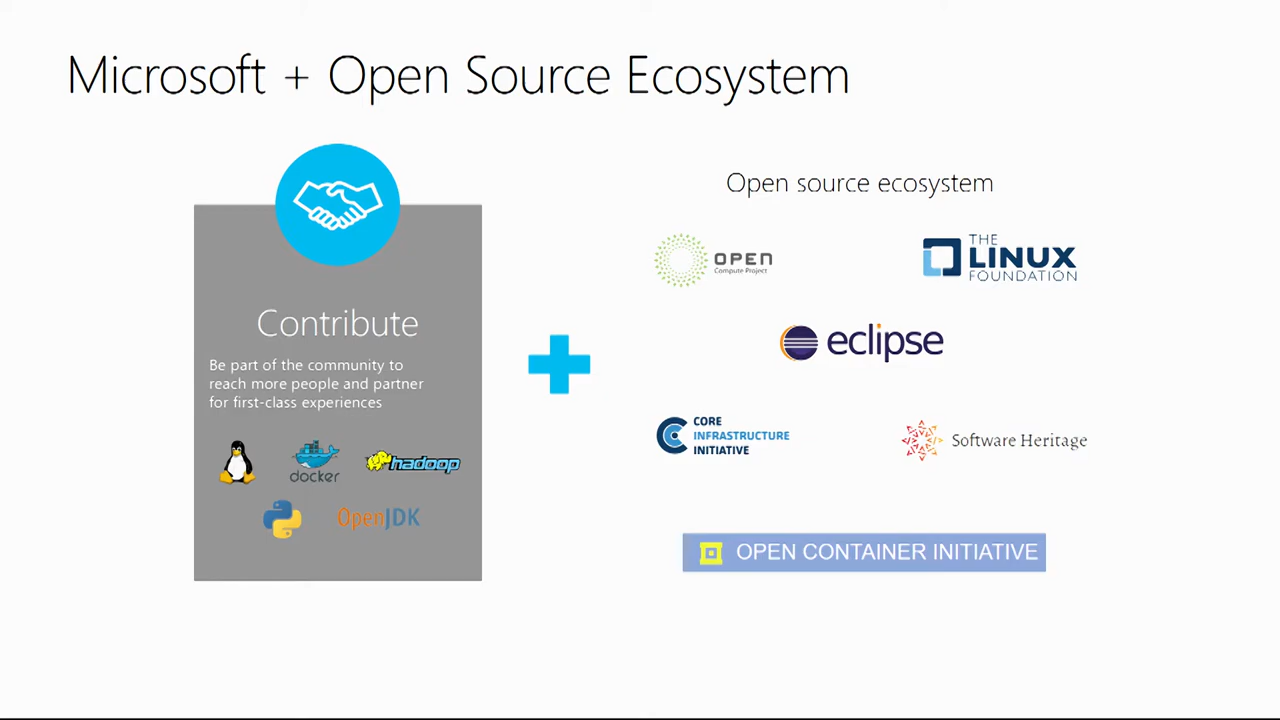 Microsoft + Open Source Ecosystem
Contribute
Be part of the community to
reach more people and partner
for first-class experiences
docker
hadoop
OpenJDK
Open source ecosystem
OPEN
Compute Project
THE
LINUX
FOUNDATION
eclipse
CORE
INFRASTRUCTURE
INITIATIVE
Software Heritage
OPEN CONTAINER INITIATIVE